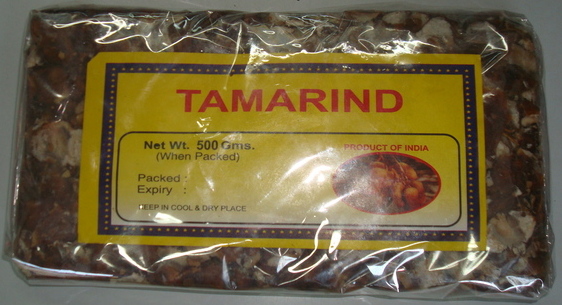 TAMARIND
Net Wt. 500 Gms.
(When Packed)
PRODUCT OF INDIA
Packed :
Expiry :
KEEP IN COOL & DRY PLACE